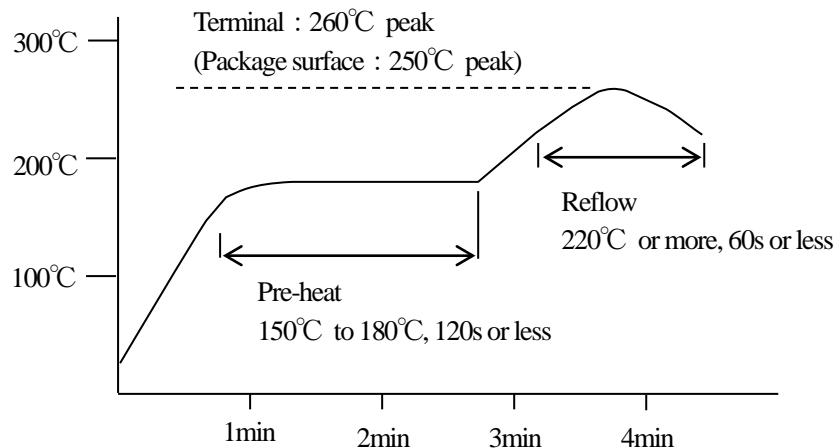 Terminal : 260℃ peak
(Package surface : 250℃ peak)
300℃
200℃
100℃
Reflow
220℃ or more, 60s or less
Pre-heat
150℃ to 180℃, 120s or less
1min
2min
3min
4min